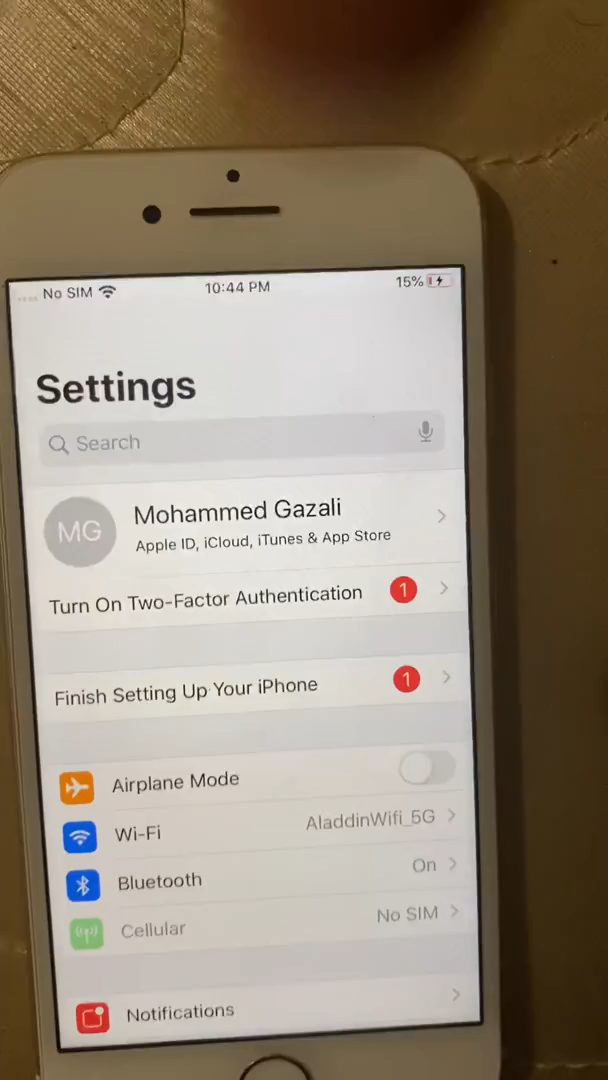 No SIM 10:44 PM 15%
Settings
Search
MG
Mohammed Gazali
Apple ID, iCloud, iTunes & App Store
Turn On Two-Factor Authentication 1
Finish Setting Up Your iPhone 1
Airplane Mode
Wi-Fi AladdinWifi_5G
Bluetooth On
Cellular No SIM
Notifications